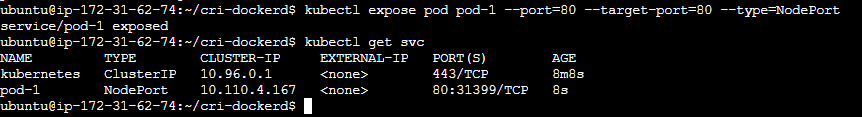 ubuntu@ip-172-31-62-74:~/cri-dockerd$ kubectl expose pod pod-1 --port=80 --target-port=80 --type=NodePort
service/pod-1 exposed
ubuntu@ip-172-31-62-74:~/cri-dockerd$ kubectl get svc
NAME         TYPE        CLUSTER-IP     EXTERNAL-IP   PORT(S)        AGE
kubernetes   ClusterIP   10.96.0.1      <none>        443/TCP        8m8s
pod-1        NodePort    10.110.4.167   <none>        80:31399/TCP   8s
ubuntu@ip-172-31-62-74:~/cri-dockerd$